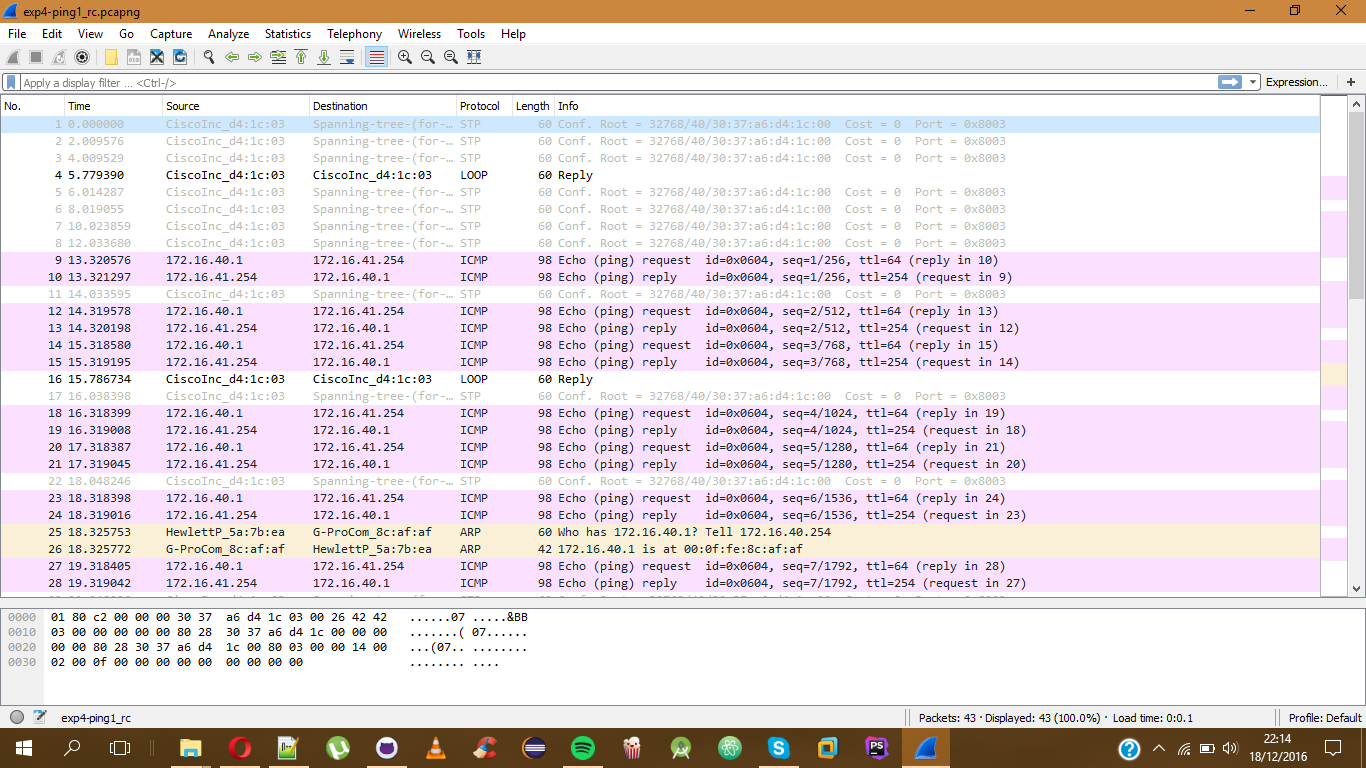 exp4-ping1_rc.pcapng
File Edit View Go Capture Analyze Statistics Telephony Wireless Tools Help
Apply a display filter ... <Ctrl-/> Expression... +
No. Time Source Destination Protocol Length Info
1 0.000000 CiscoInc_d4:1c:03 Spanning-tree-(for-… STP 60 Conf. Root = 32768/40/30:37:a6:d4:1c:00 Cost = 0 Port = 0x8003
2 2.009576 CiscoInc_d4:1c:03 Spanning-tree-(for-… STP 60 Conf. Root = 32768/40/30:37:a6:d4:1c:00 Cost = 0 Port = 0x8003
3 4.009529 CiscoInc_d4:1c:03 Spanning-tree-(for-… STP 60 Conf. Root = 32768/40/30:37:a6:d4:1c:00 Cost = 0 Port = 0x8003
4 5.779390 CiscoInc_d4:1c:03 CiscoInc_d4:1c:03 LOOP 60 Reply
5 6.014287 CiscoInc_d4:1c:03 Spanning-tree-(for-… STP 60 Conf. Root = 32768/40/30:37:a6:d4:1c:00 Cost = 0 Port = 0x8003
6 8.019055 CiscoInc_d4:1c:03 Spanning-tree-(for-… STP 60 Conf. Root = 32768/40/30:37:a6:d4:1c:00 Cost = 0 Port = 0x8003
7 10.023859 CiscoInc_d4:1c:03 Spanning-tree-(for-… STP 60 Conf. Root = 32768/40/30:37:a6:d4:1c:00 Cost = 0 Port = 0x8003
8 12.033680 CiscoInc_d4:1c:03 Spanning-tree-(for-… STP 60 Conf. Root = 32768/40/30:37:a6:d4:1c:00 Cost = 0 Port = 0x8003
9 13.320576 172.16.40.1 172.16.41.254 ICMP 98 Echo (ping) request id=0x0604, seq=1/256, ttl=64 (reply in 10)
10 13.321297 172.16.41.254 172.16.40.1 ICMP 98 Echo (ping) reply id=0x0604, seq=1/256, ttl=254 (request in 9)
11 14.033595 CiscoInc_d4:1c:03 Spanning-tree-(for-… STP 60 Conf. Root = 32768/40/30:37:a6:d4:1c:00 Cost = 0 Port = 0x8003
12 14.319578 172.16.40.1 172.16.41.254 ICMP 98 Echo (ping) request id=0x0604, seq=2/512, ttl=64 (reply in 13)
13 14.320198 172.16.41.254 172.16.40.1 ICMP 98 Echo (ping) reply id=0x0604, seq=2/512, ttl=254 (request in 12)
14 15.318580 172.16.40.1 172.16.41.254 ICMP 98 Echo (ping) request id=0x0604, seq=3/768, ttl=64 (reply in 15)
15 15.319195 172.16.41.254 172.16.40.1 ICMP 98 Echo (ping) reply id=0x0604, seq=3/768, ttl=254 (request in 14)
16 15.786734 CiscoInc_d4:1c:03 CiscoInc_d4:1c:03 LOOP 60 Reply
17 16.038398 CiscoInc_d4:1c:03 Spanning-tree-(for-… STP 60 Conf. Root = 32768/40/30:37:a6:d4:1c:00 Cost = 0 Port = 0x8003
18 16.318399 172.16.40.1 172.16.41.254 ICMP 98 Echo (ping) request id=0x0604, seq=4/1024, ttl=64 (reply in 19)
19 16.319008 172.16.41.254 172.16.40.1 ICMP 98 Echo (ping) reply id=0x0604, seq=4/1024, ttl=254 (request in 18)
20 17.318387 172.16.40.1 172.16.41.254 ICMP 98 Echo (ping) request id=0x0604, seq=5/1280, ttl=64 (reply in 21)
21 17.319045 172.16.41.254 172.16.40.1 ICMP 98 Echo (ping) reply id=0x0604, seq=5/1280, ttl=254 (request in 20)
22 18.048246 CiscoInc_d4:1c:03 Spanning-tree-(for-… STP 60 Conf. Root = 32768/40/30:37:a6:d4:1c:00 Cost = 0 Port = 0x8003
23 18.318398 172.16.40.1 172.16.41.254 ICMP 98 Echo (ping) request id=0x0604, seq=6/1536, ttl=64 (reply in 24)
24 18.319016 172.16.41.254 172.16.40.1 ICMP 98 Echo (ping) reply id=0x0604, seq=6/1536, ttl=254 (request in 23)
25 18.325753 HewlettP_5a:7b:ea G-ProCom_8c:af:af ARP 60 Who has 172.16.40.1? Tell 172.16.40.254
26 18.325772 G-ProCom_8c:af:af HewlettP_5a:7b:ea ARP 42 172.16.40.1 is at 00:0f:fe:8c:af:af
27 19.318405 172.16.40.1 172.16.41.254 ICMP 98 Echo (ping) request id=0x0604, seq=7/1792, ttl=64 (reply in 28)
28 19.319042 172.16.41.254 172.16.40.1 ICMP 98 Echo (ping) reply id=0x0604, seq=7/1792, ttl=254 (request in 27)
0000 01 80 c2 00 00 00 30 37 a6 d4 1c 03 00 26 42 42 ......07 .....&BB
0010 03 00 00 00 00 00 80 28 30 37 a6 d4 1c 00 00 00 .......( 07......
0020 00 00 80 28 30 37 a6 d4 1c 00 80 03 00 00 14 00 ...(07.. ........
0030 02 00 0f 00 00 00 00 00 00 00 00 00 ........ ....
exp4-ping1_rc Packets: 43 · Displayed: 43 (100.0%) · Load time: 0:0.1 Profile: Default
PS
22:14
18/12/2016